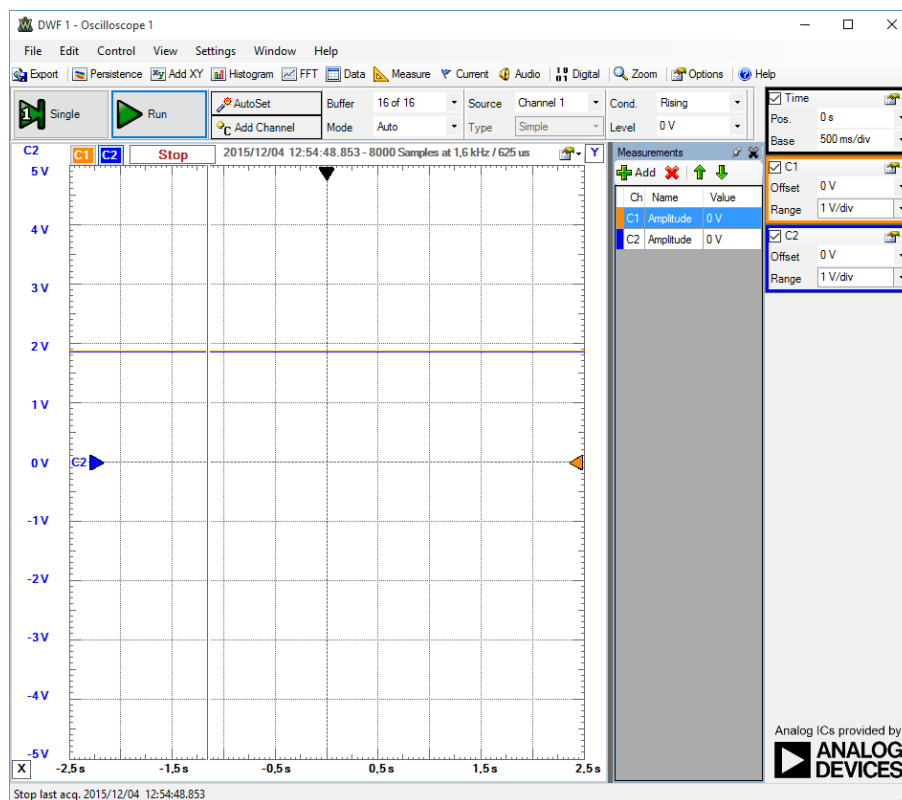 DWF 1 - Oscilloscope 1
File Edit Control View Settings Window Help
Export Persistence Add XY Histogram FFT Data Measure Current Audio Digital Zoom Options Help
Single Run AutoSet Buffer 16 of 16 Source Channel 1 Cond. Rising
Add Channel Mode Auto Type Simple Level 0 V
Time
Pos. 0 s
Base 500 ms/div
C1
Offset 0 V
Range 1 V/div
C2
Offset 0 V
Range 1 V/div
C2 C1 C2 Stop 2015/12/04 12:54:48.853 - 8000 Samples at 1,6 kHz / 625 us Y
5 V
4 V
3 V
2 V
1 V
0 V
-1 V
-2 V
-3 V
-4 V
-5 V
C2
X -2,5 s -1,5 s -0,5 s 0,5 s 1,5 s 2,5 s
Measurements
Add
Ch Name Value
C1 Amplitude 0 V
C2 Amplitude 0 V
Analog ICs provided by
ANALOG
DEVICES
Stop last acq. 2015/12/04 12:54:48.853